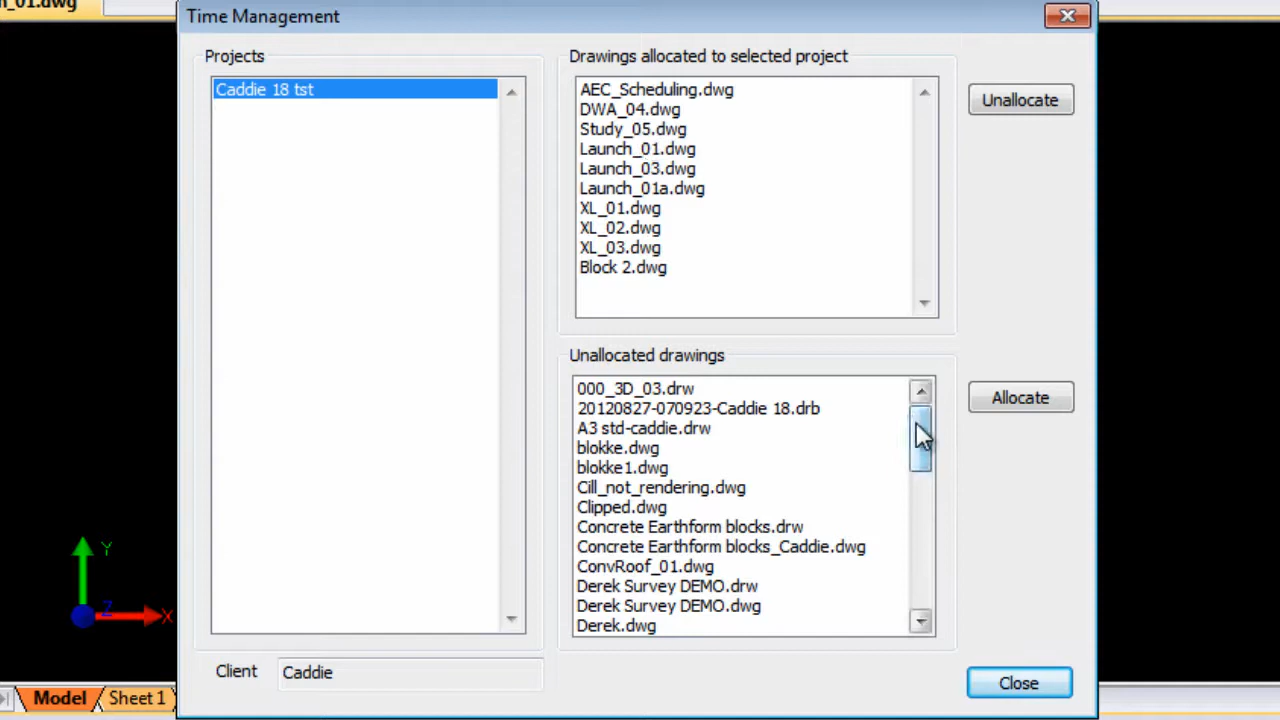 _01.dwg
Time Management
Projects
Caddie 18 tst
Drawings allocated to selected project
AEC_Scheduling.dwg
DWA_04.dwg
Study_05.dwg
Launch_01.dwg
Launch_03.dwg
Launch_01a.dwg
XL_01.dwg
XL_02.dwg
XL_03.dwg
Block 2.dwg
Unallocate
Unallocated drawings
000_3D_03.drw
20120827-070923-Caddie 18.drb
A3 std-caddie.drw
blokke.dwg
blokke1.dwg
Cill_not_rendering.dwg
Clipped.dwg
Concrete Earthform blocks.drw
Concrete Earthform blocks_Caddie.dwg
ConvRoof_01.dwg
Derek Survey DEMO.drw
Derek Survey DEMO.dwg
Derek.dwg
Allocate
Y
Z
X
Client
Caddie
Close
Model
Sheet 1